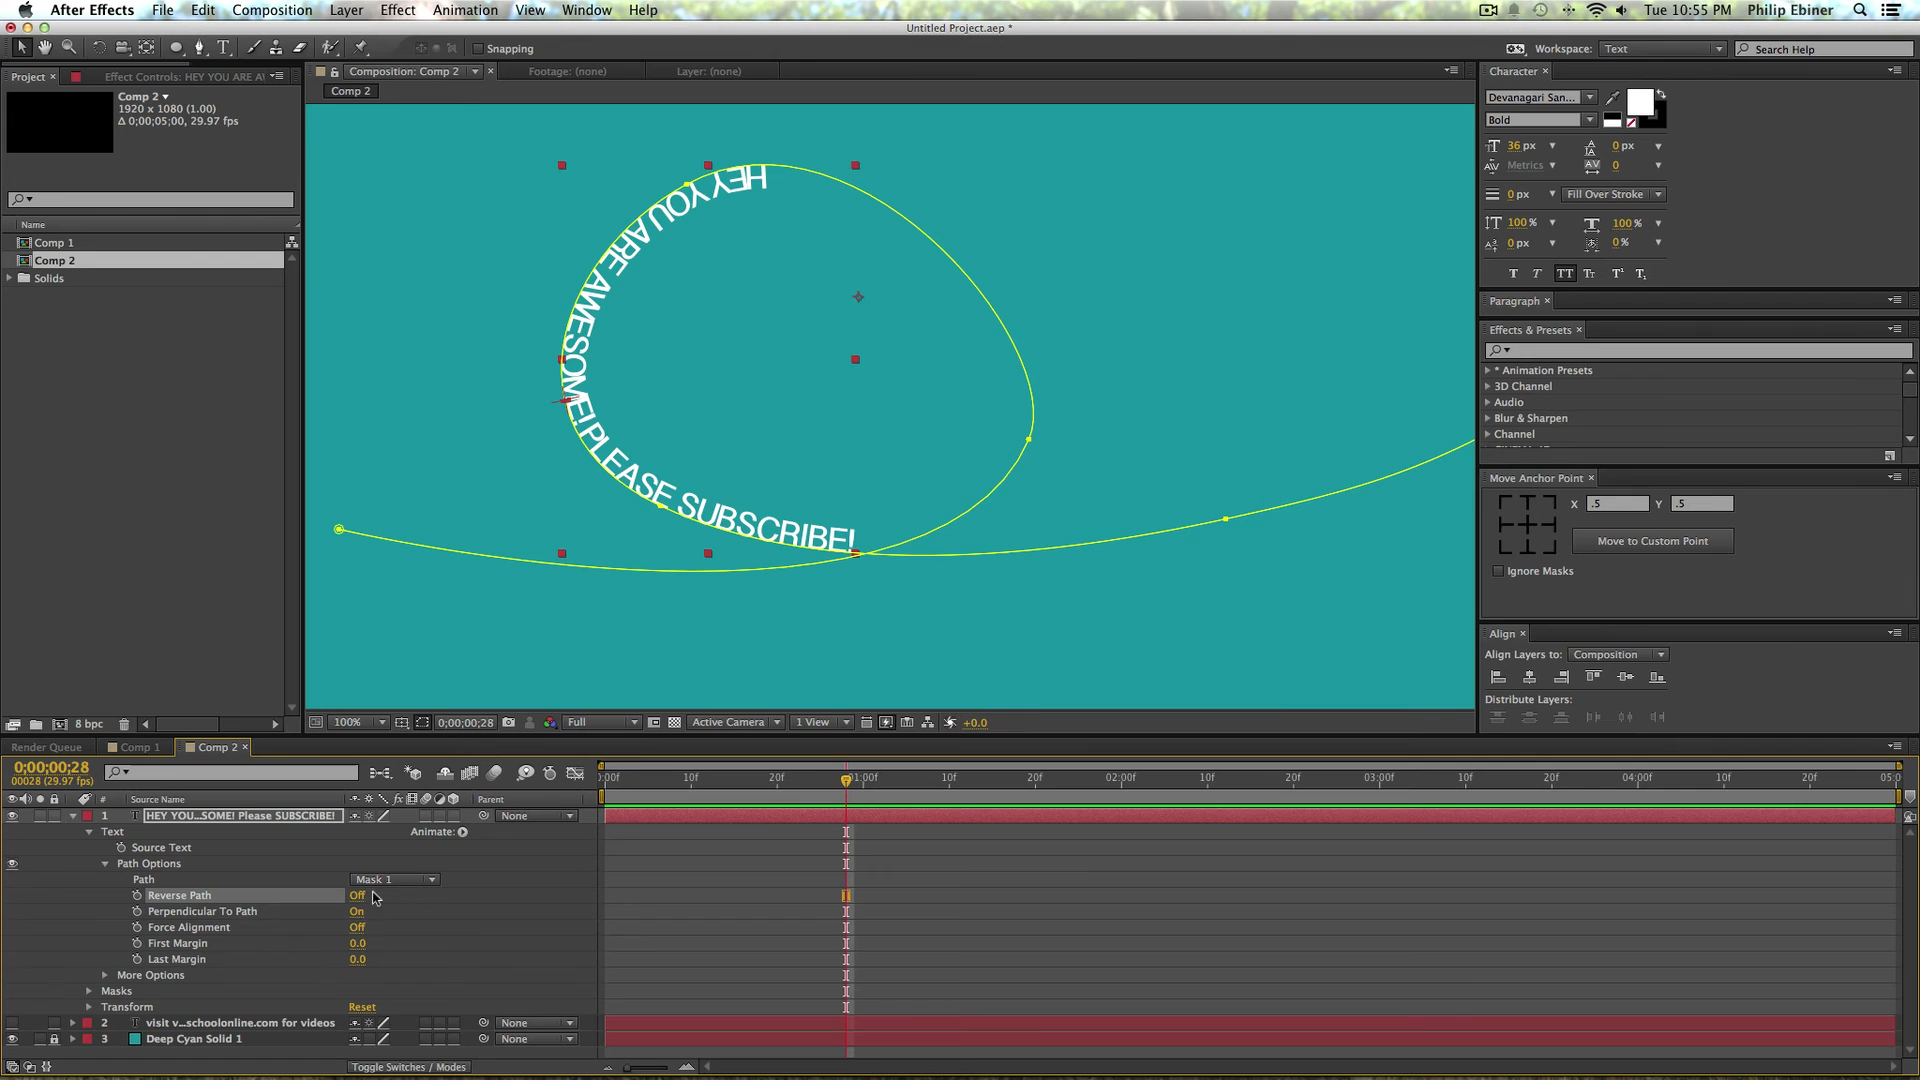 After Effects File Edit Composition Layer Effect Animation View Window Help
Tue 10:55 PM Philip Ebiner
Untitled Project.aep *
Snapping
Workspace: Text
Search Help
Project
Effect Controls: HEY YOU ARE A
Composition: Comp 2
Footage: (none)
Layer: (none)
Character
Comp 2
1920 x 1080 (1.00)
Δ 0;00;05;00, 29.97 fps
Comp 2
Devanagari San...
Bold
36 px
0 px
Metrics
0
0 px
Fill Over Stroke
100 %
100 %
0 px
0 %
T T TT Tt T¹ T₁
Name
Comp 1
Comp 2
Solids
HEY YOU ARE AWESOME! PLEASE SUBSCRIBE!
Paragraph
Effects & Presets
* Animation Presets
3D Channel
Audio
Blur & Sharpen
Channel
Move Anchor Point
X .5 Y .5
Move to Custom Point
Ignore Masks
Align
Align Layers to: Composition
Distribute Layers:
8 bpc
100%
0;00;00;28
Full
Active Camera
1 View
+0.0
Render Queue
Comp 1
Comp 2
0;00;00;28
00028 (29.97 fps)
:00f 10f 20f 01:00f 10f 20f 02:00f 10f 20f 03:00f 10f 20f 04:00f 10f 20f 05:0
# Source Name
Parent
1 T HEY YOU...SOME! Please SUBSCRIBE!
None
Text
Animate:
Source Text
Path Options
Path
Mask 1
Reverse Path
Off
Perpendicular To Path
On
Force Alignment
Off
First Margin
0.0
Last Margin
0.0
More Options
Masks
Transform
Reset
2 T visit v...schoolonline.com for videos
None
3 Deep Cyan Solid 1
None
Toggle Switches / Modes